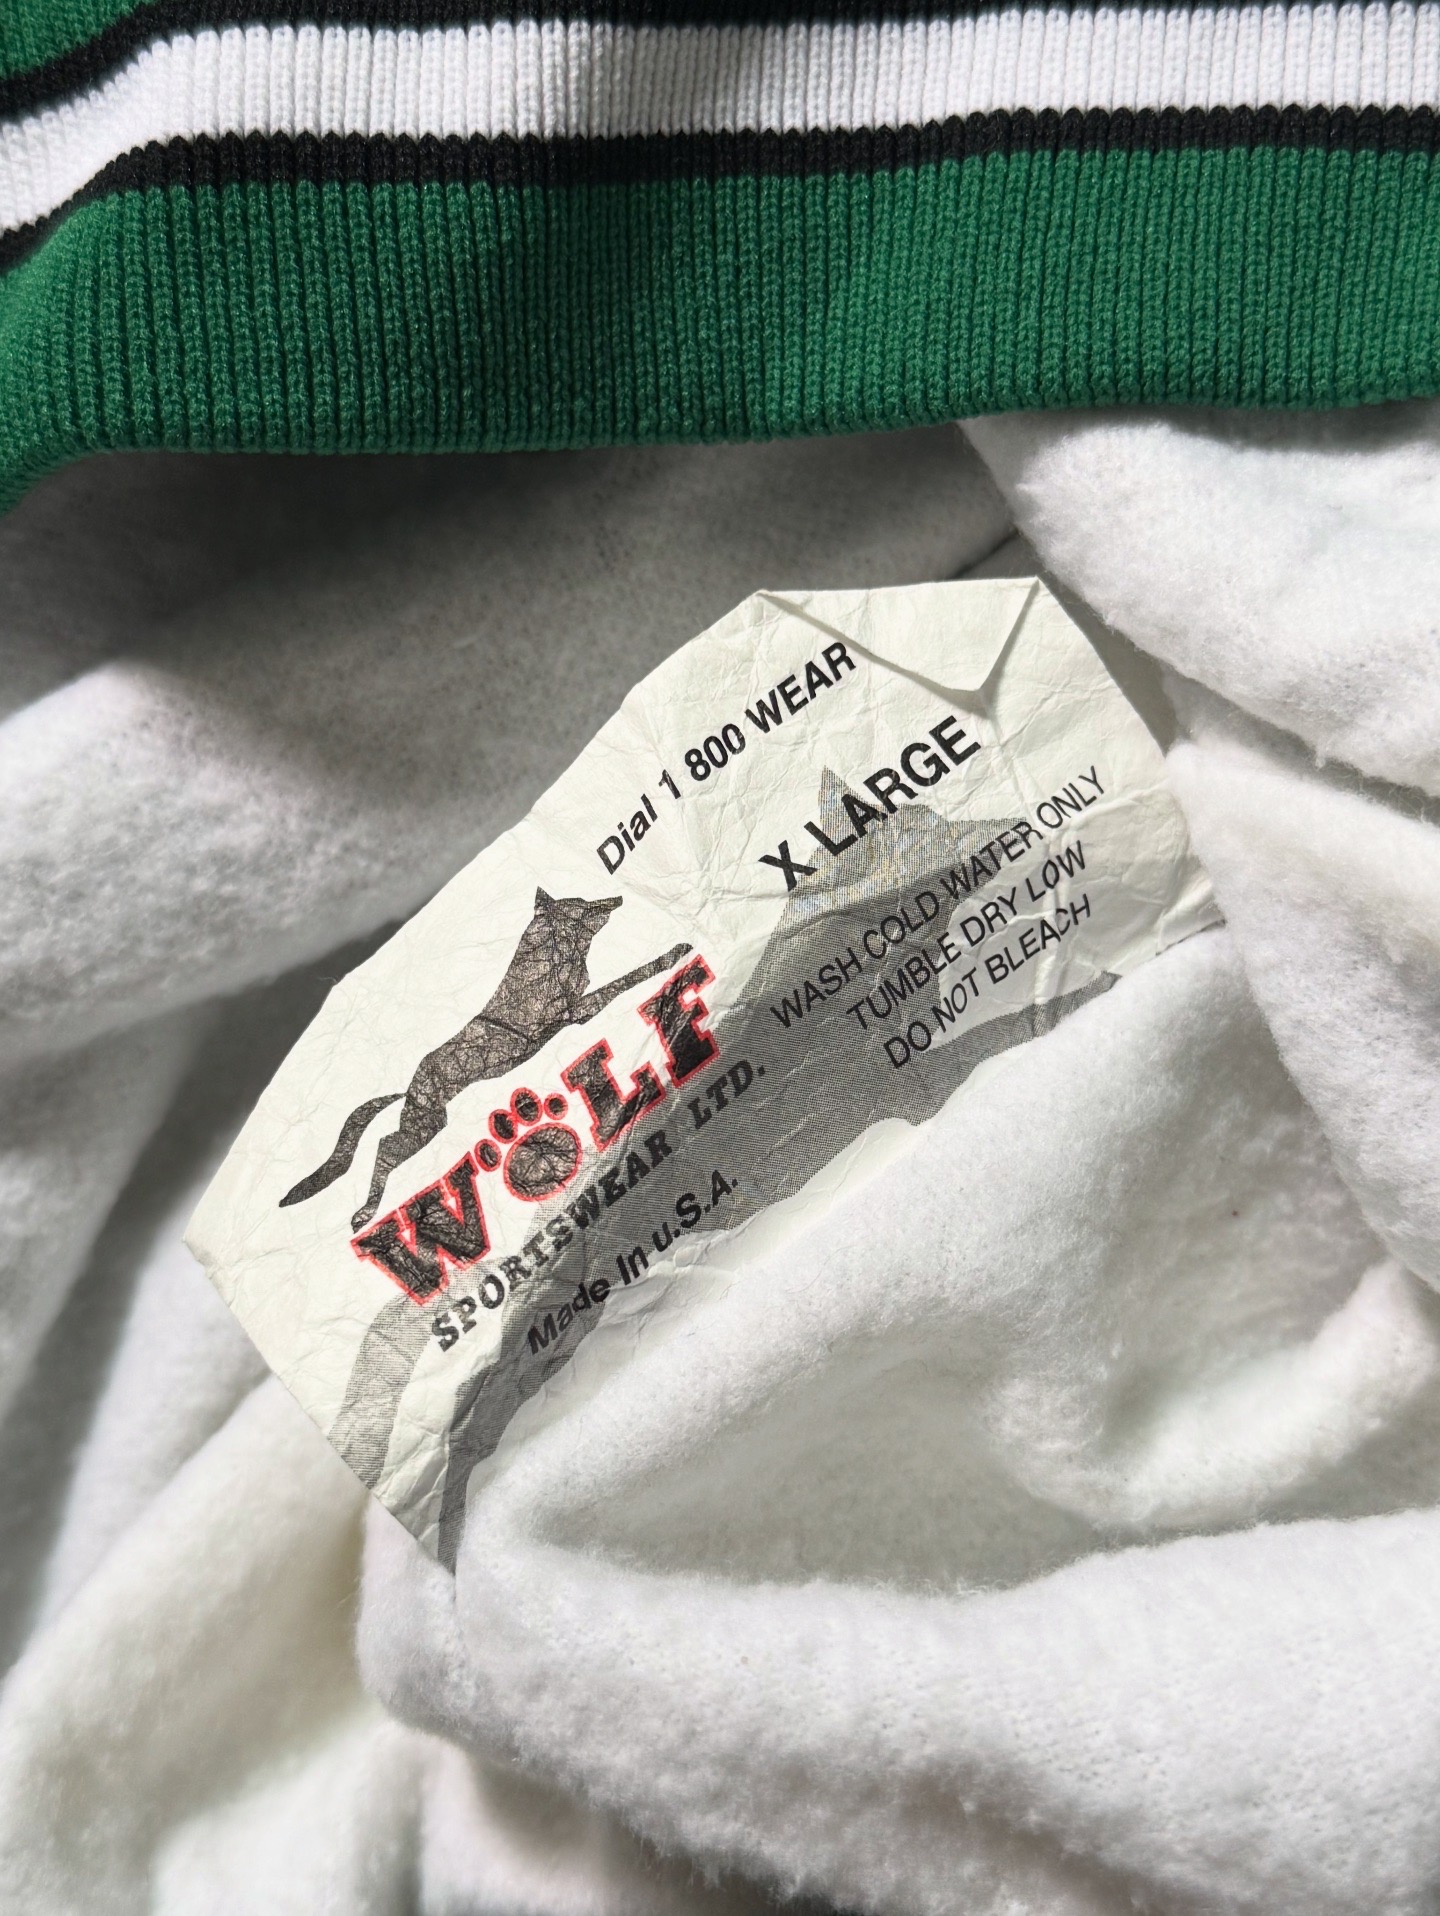 Dial 1 800 WEAR
X LARGE
WASH COLD WATER ONLY
TUMBLE DRY LOW
DO NOT BLEACH
WOLF
SPORTSWEAR LTD.
Made In u.S.A.